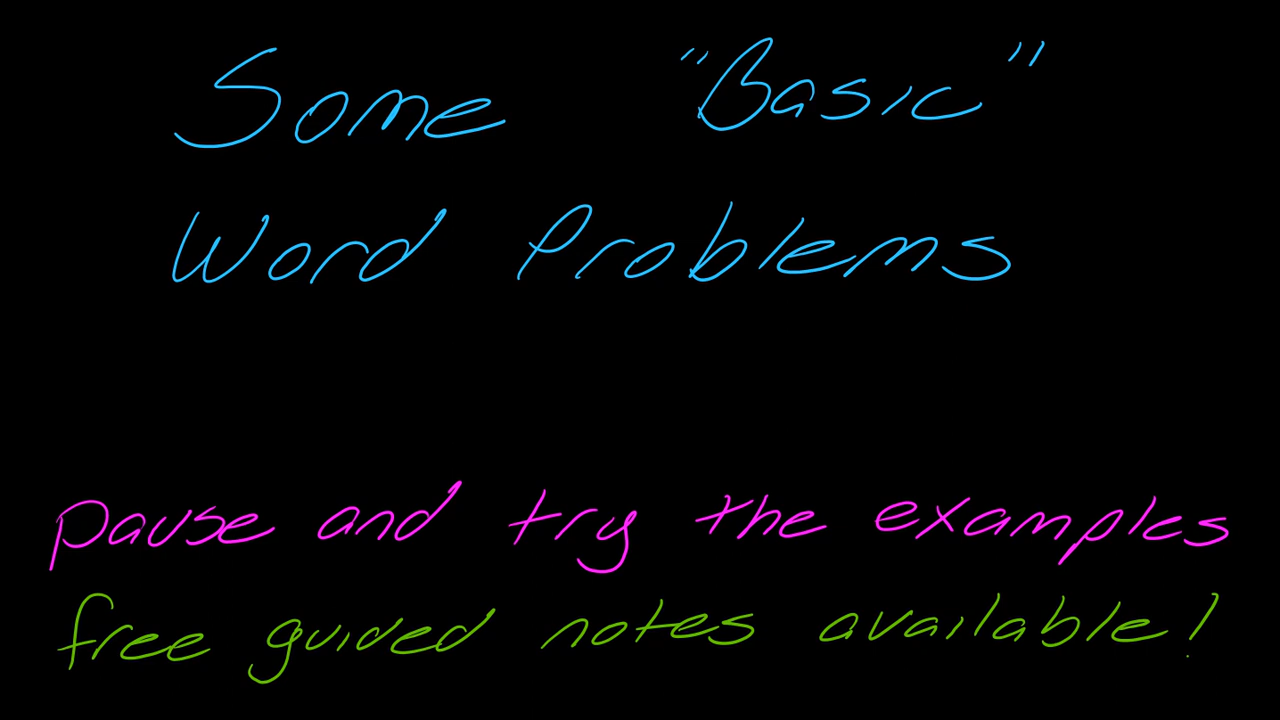 Some "Basic"
Word Problems
pause and try the examples
free guided notes available!